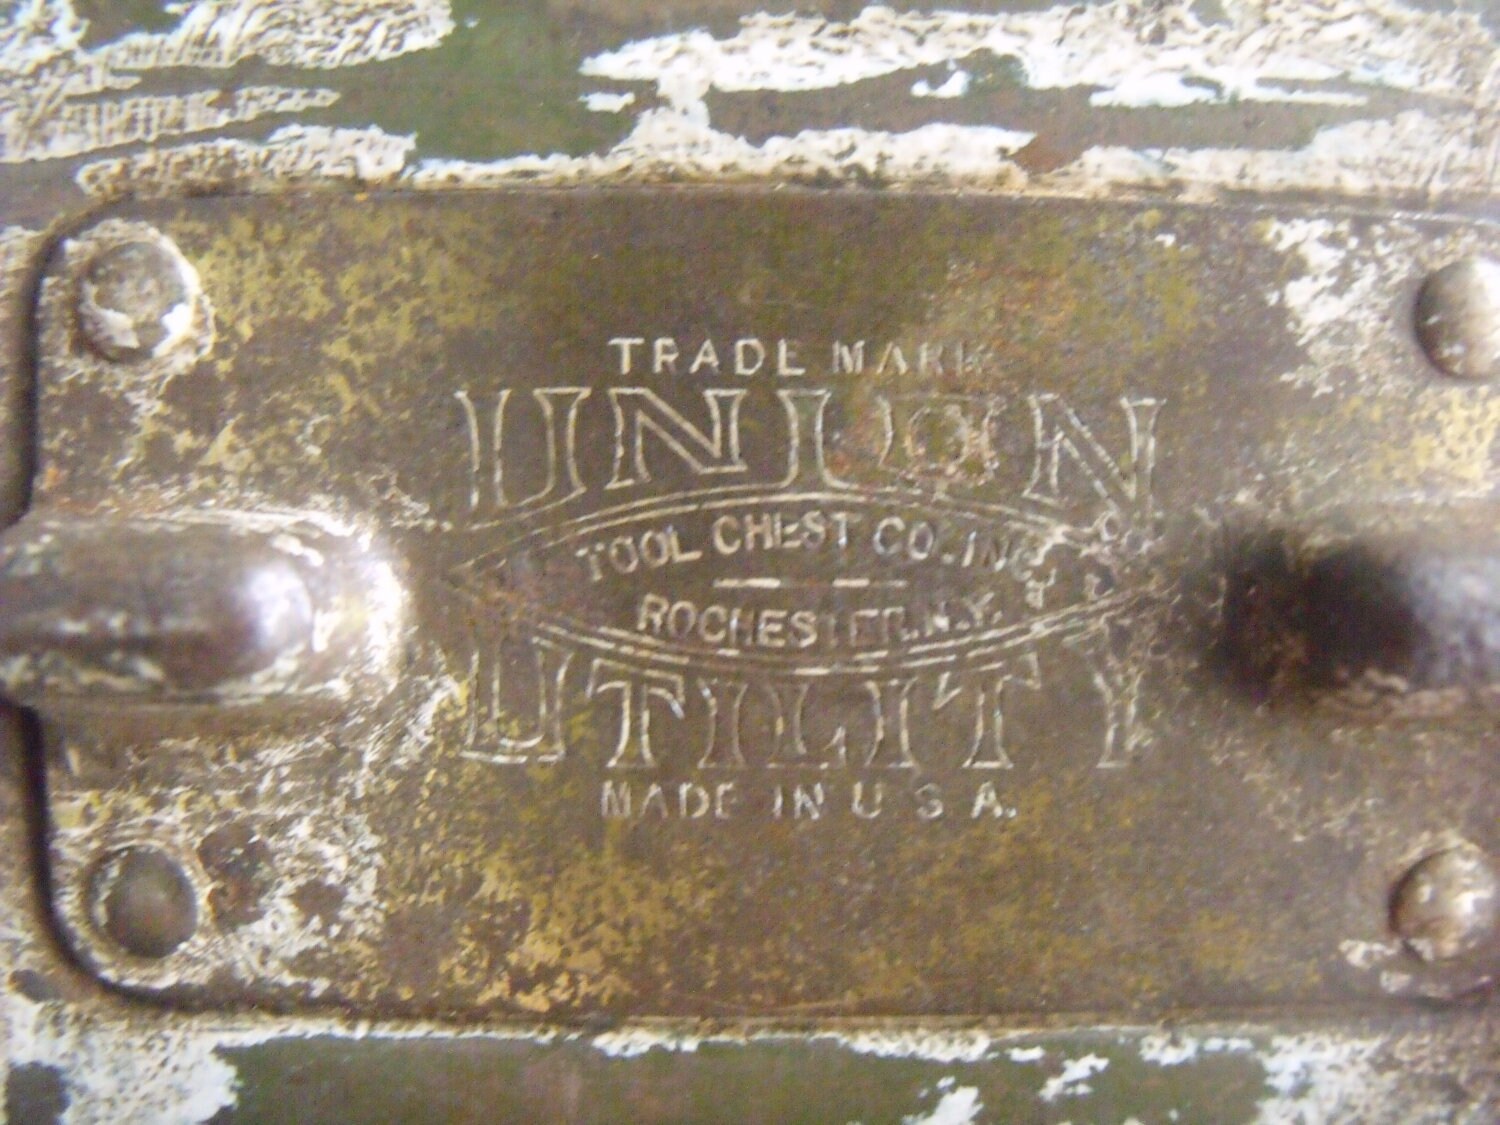 TRADE MARK
UNION
TOOL CHEST CO. INC.
ROCHESTER. N.Y.
UTILITY
MADE IN U S A.